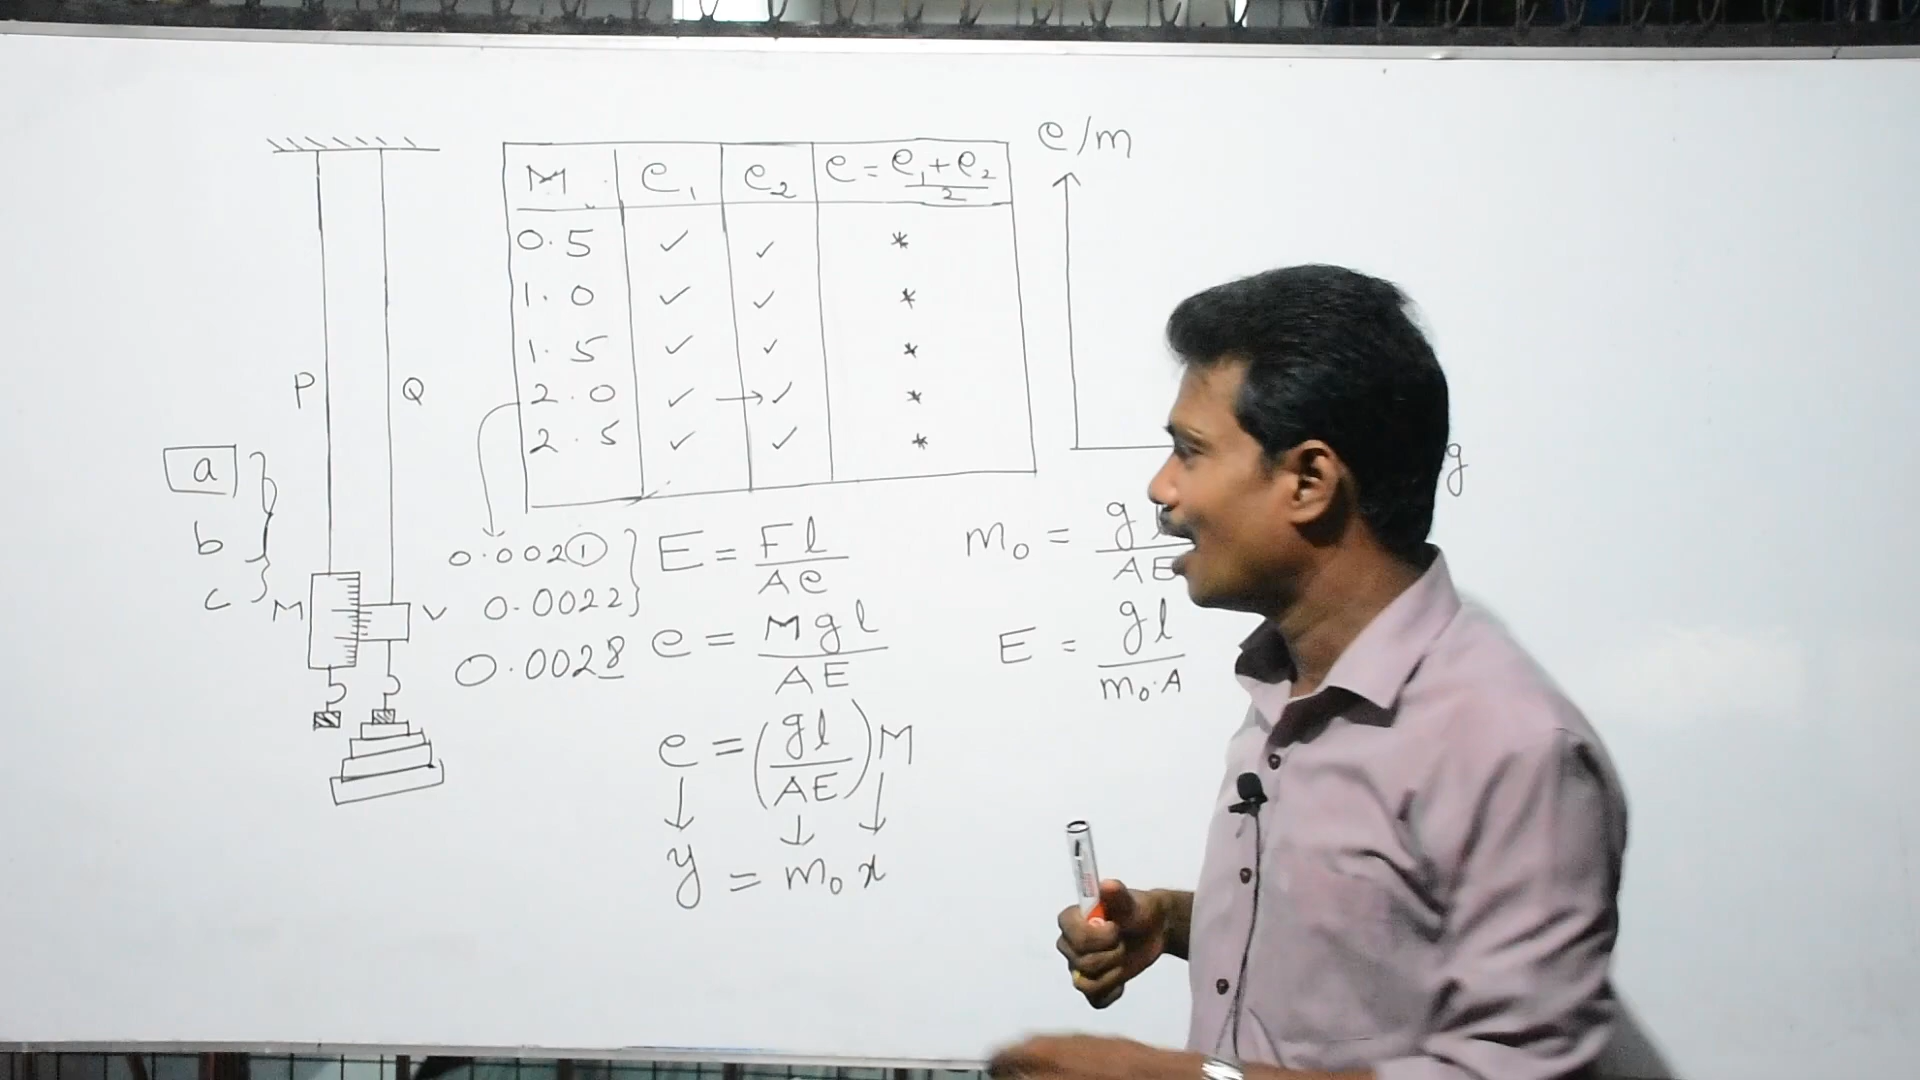 M e₁ e₂ e = e₁+e₂/2
0.5 ✓ ✓ *
1.0 ✓ ✓ *
1.5 ✓ ✓ *
2.0 ✓ → ✓ *
2.5 ✓ ✓ *
P Q
a
b
c
M V
0.0021
0.0022
0.0028
E = Fl/Ae
e = Mgl/AE
e = (gl/AE) M
y = m₀ x
e/m
g
m₀ = g
AE
E = gl/m₀.A